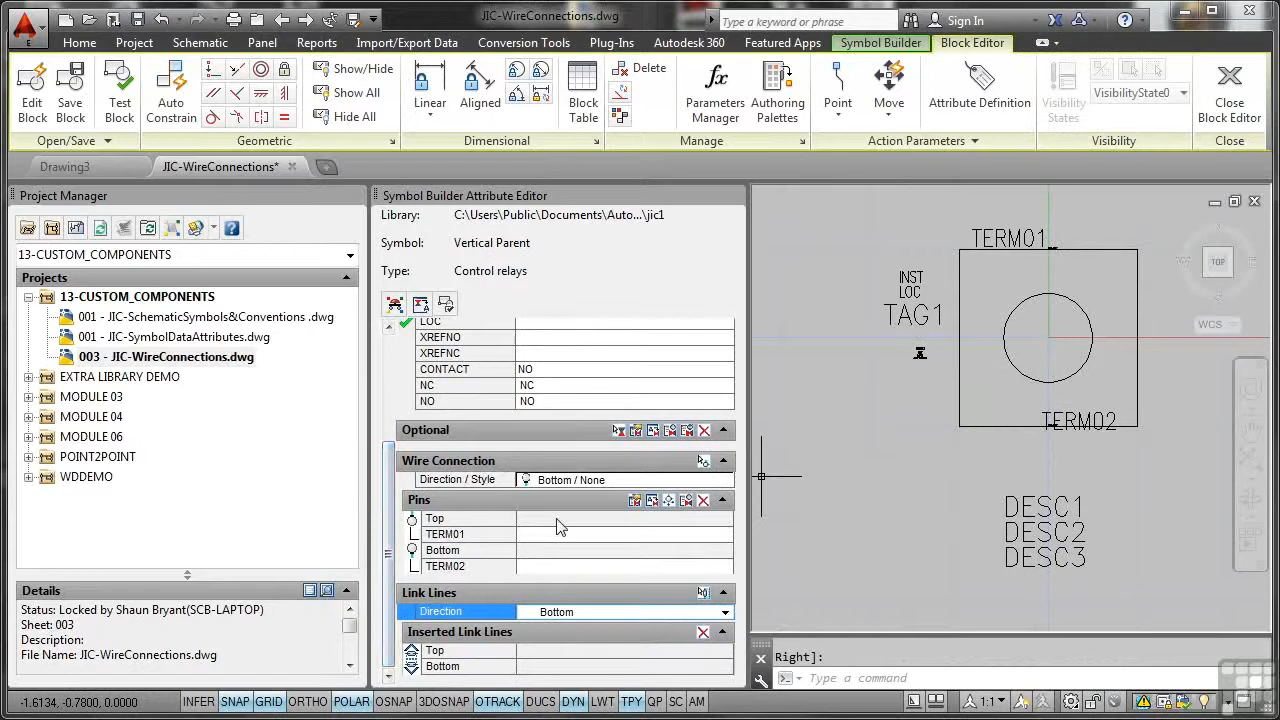 JIC-WireConnections.dwg
Type a keyword or phrase
Sign In
Home Project Schematic Panel Reports Import/Export Data Conversion Tools Plug-Ins Autodesk 360 Featured Apps Symbol Builder Block Editor
Edit Block
Save Block
Test Block
Auto Constrain
Show/Hide
Show All
Hide All
Linear
Aligned
Block Table
Delete
Parameters Manager
Authoring Palettes
Point
Move
Attribute Definition
Visibility States
VisibilityState0
Close Block Editor
Open/Save
Geometric
Dimensional
Manage
Action Parameters
Visibility
Close
Drawing3
JIC-WireConnections*
Project Manager
13-CUSTOM_COMPONENTS
Projects
13-CUSTOM_COMPONENTS
001 - JIC-SchematicSymbols&Conventions .dwg
001 - JIC-SymbolDataAttributes.dwg
003 - JIC-WireConnections.dwg
EXTRA LIBRARY DEMO
MODULE 03
MODULE 04
MODULE 06
POINT2POINT
WDDEMO
Details
Status: Locked by Shaun Bryant(SCB-LAPTOP)
Sheet: 003
Description:
File Name: JIC-WireConnections.dwg
Symbol Builder Attribute Editor
Library: C:\Users\Public\Documents\Auto...\jic1
Symbol: Vertical Parent
Type: Control relays
LOC
XREFNO
XREFNC
CONTACT NO
NC NC
NO NO
Optional
Wire Connection
Direction / Style Bottom / None
Pins
Top
TERM01
Bottom
TERM02
Link Lines
Direction Bottom
Inserted Link Lines
Top
Bottom
TERM01
INST
LOC
TAG1
TERM02
DESC1
DESC2
DESC3
TOP
WCS
Right]:
Type a command
-1.6134, -0.7800, 0.0000
INFER SNAP GRID ORTHO POLAR OSNAP 3DOSNAP OTRACK DUCS DYN LWT TPY QP SC AM
1:1